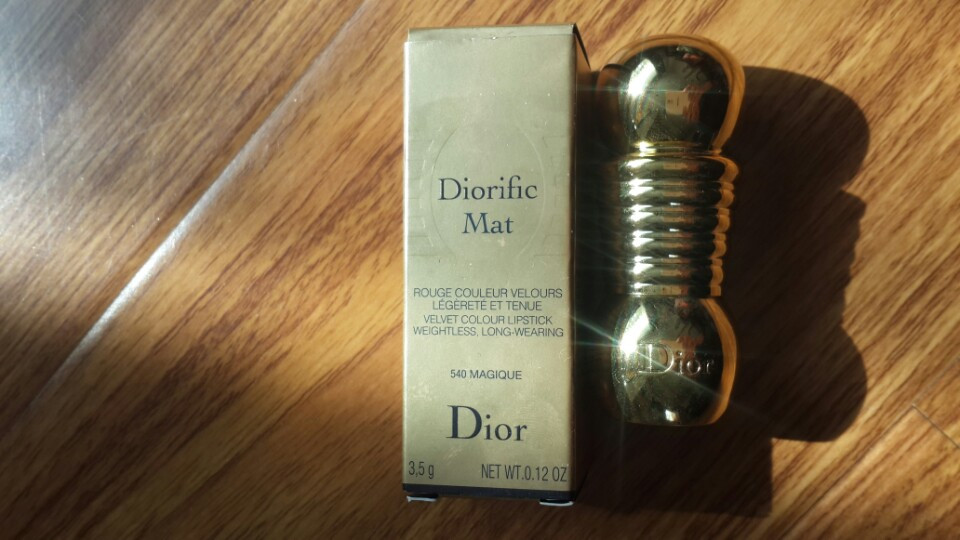 Diorific
Mat
ROUGE COULEUR VELOURS
LÉGÈRETÉ ET TENUE
VELVET COLOUR LIPSTICK
WEIGHTLESS, LONG-WEARING
540 MAGIQUE
Dior
3,5 g NET WT.0.12 OZ
Dior